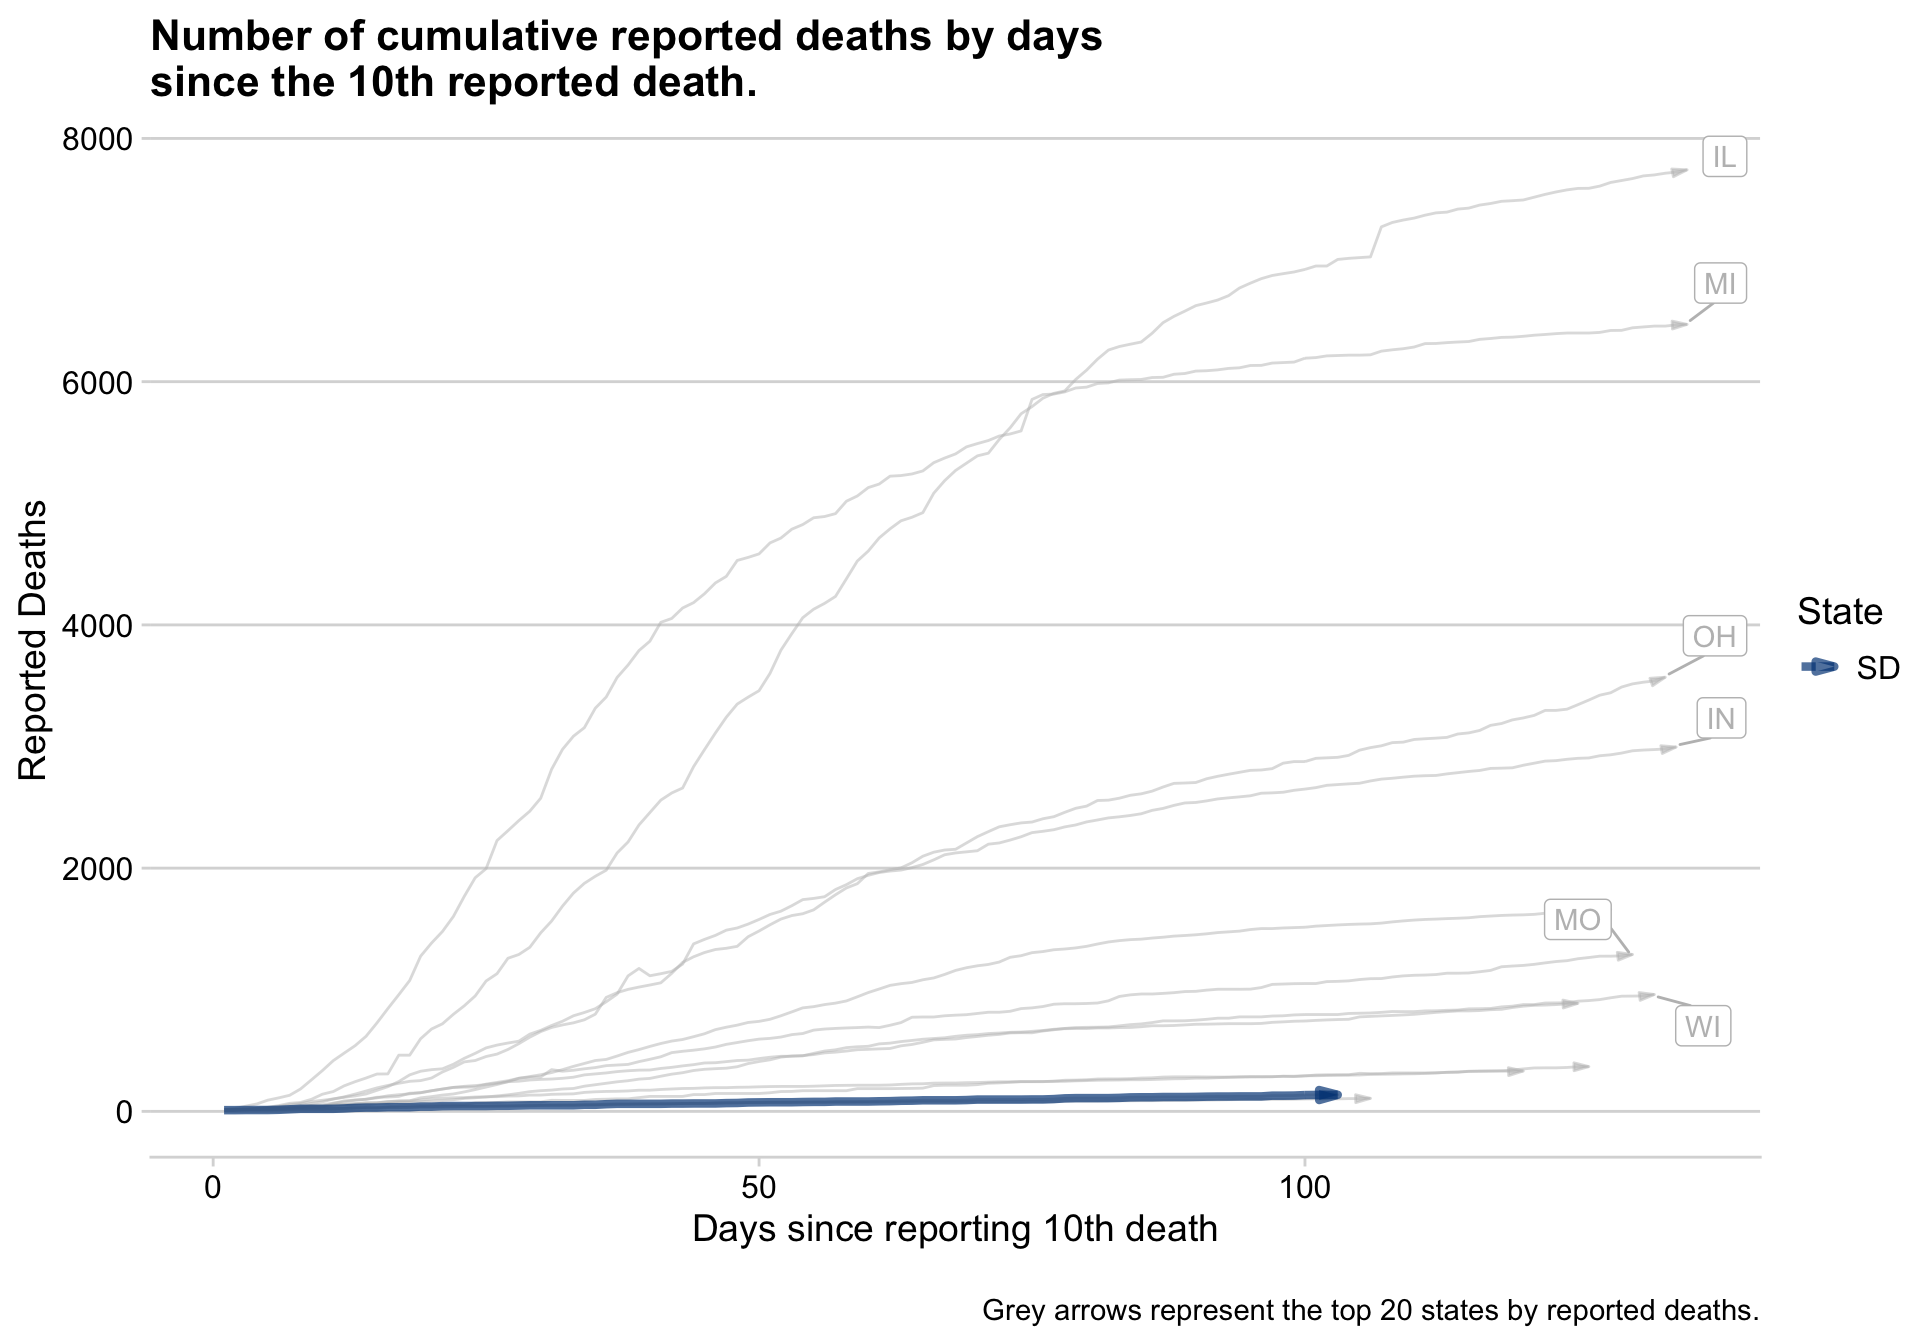 Number of cumulative reported deaths by days
since the 10th reported death.
8000
6000
4000
2000
0
Reported Deaths
IL
MI
OH
IN
MO
WI
State
SD
0 50 100
Days since reporting 10th death
Grey arrows represent the top 20 states by reported deaths.